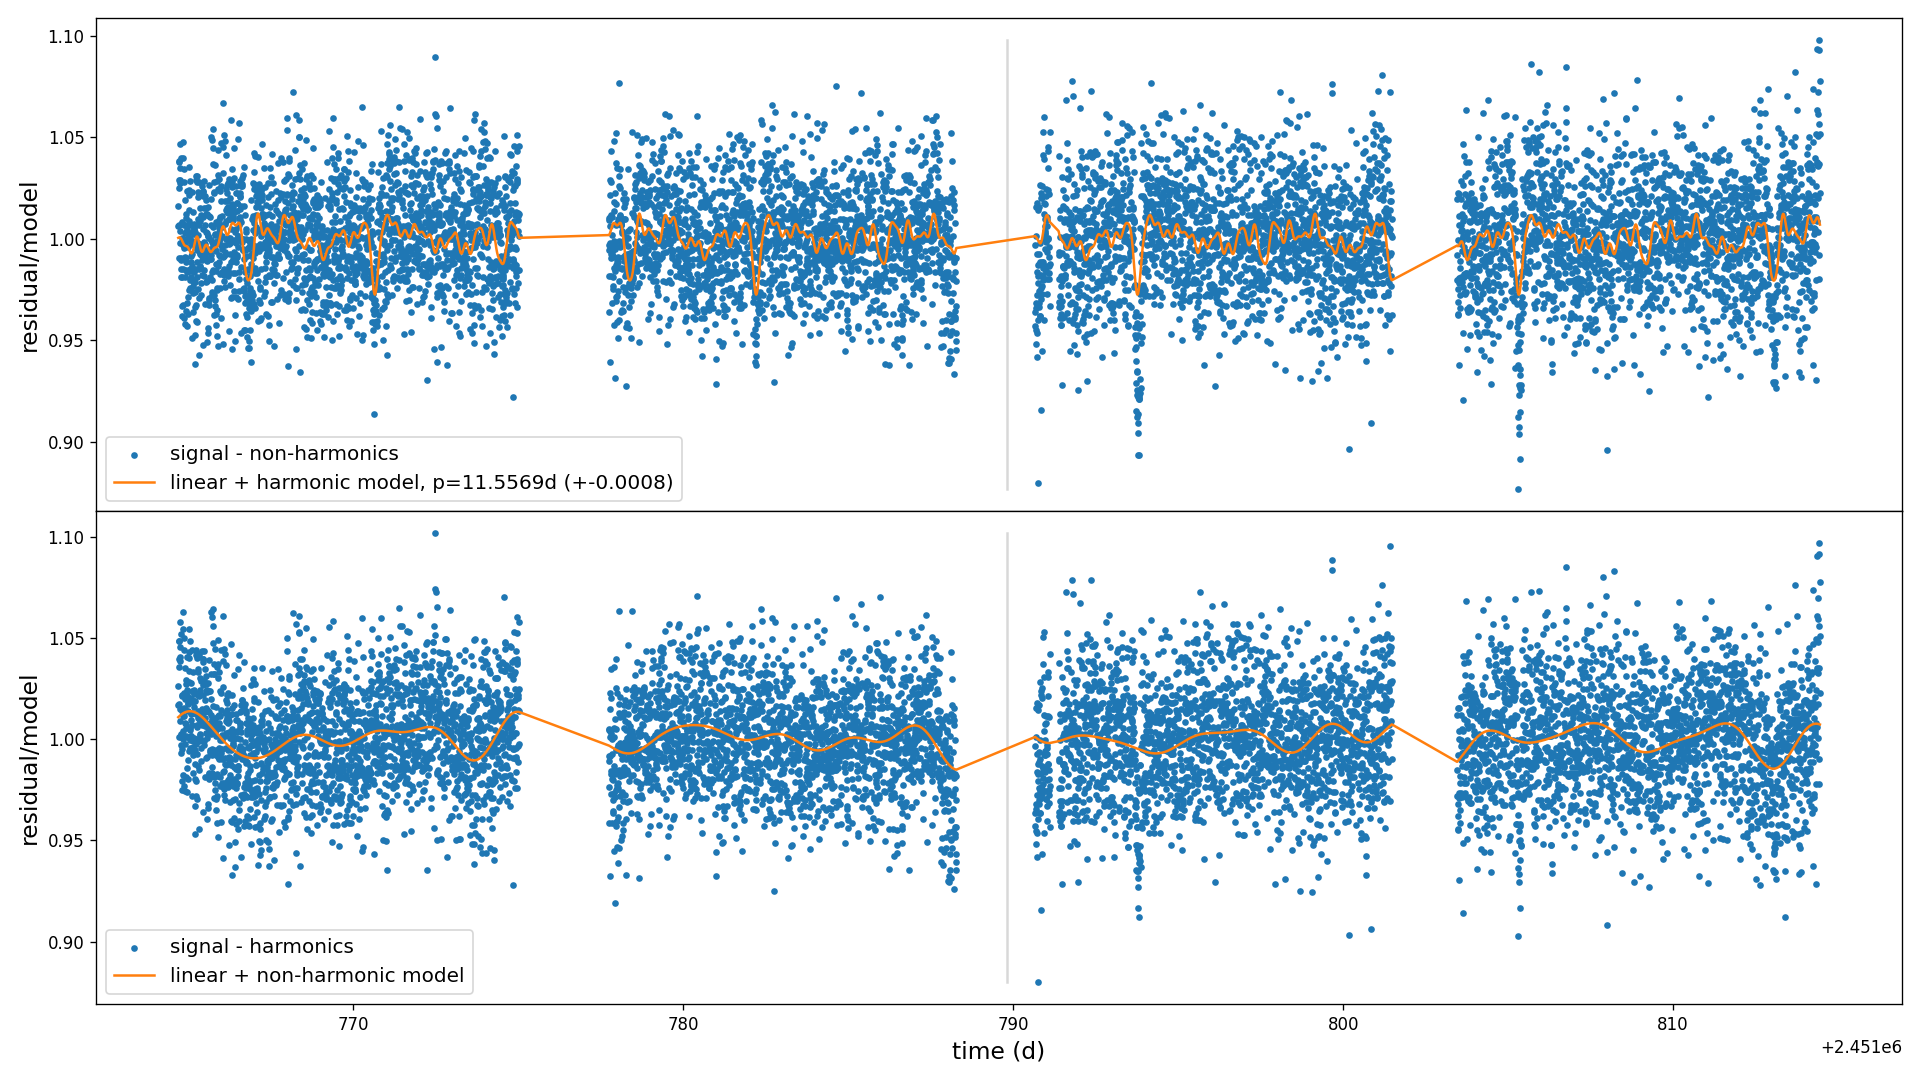 1.10
1.05
1.00
0.95
0.90
residual/model
signal - non-harmonics
linear + harmonic model, p=11.5569d (+-0.0008)
1.10
1.05
1.00
0.95
0.90
residual/model
signal - harmonics
linear + non-harmonic model
770
780
790
800
810
time (d)
+2.451e6